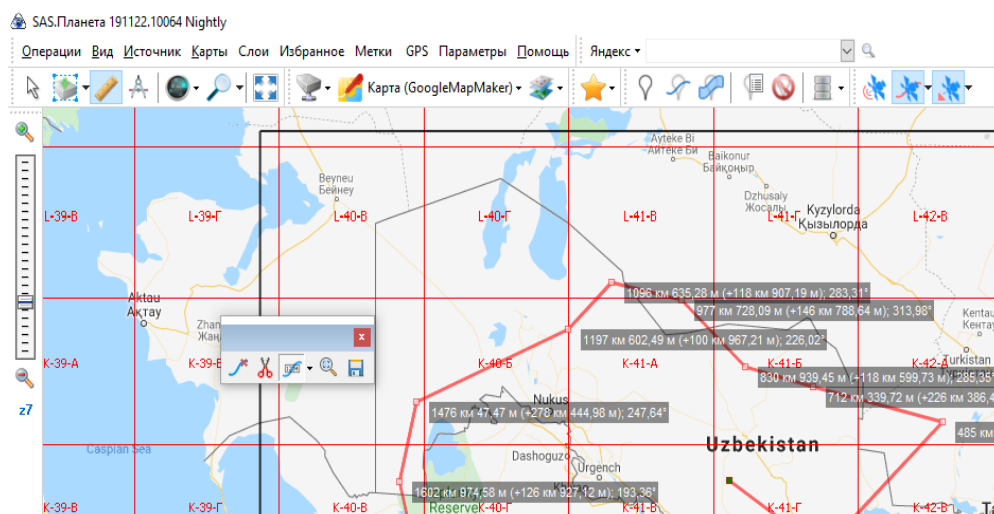 SAS.Планета 191122.10064 Nightly
Операции Вид Источник Карты Слои Избранное Метки GPS Параметры Помощь Яндекс
Карта (GoogleMapMaker)
Ayteke Bi
Айтеке Би
Baikonur
Байқоңыр
Beyneu
Бейнеу
Dzhusaly
Жосалы
Kyzylorda
Қызылорда
L-39-В L-39-Г L-40-В L-40-Г L-41-В L-41-Г L-42-В
Aktau
Ақтау
1096 км 635,28 м (+118 км 907,19 м); 283,31°
977 км 728,09 м (+146 км 788,64 м); 313,98°
Zhan
Жаң
Kentau
Кентау
1197 км 602,49 м (+100 км 967,21 м); 226,02°
K-39-А K-39-Б K-40-Б K-41-А K-41-Б K-42-А
Turkistan
830 км 939,45 м (+118 км 599,73 м); 285,35°
712 км 339,72 м (+226 км 386,4
z7
Nukus
1476 км 47,47 м (+278 км 444,98 м); 247,64°
485 км
Caspian Sea
Uzbekistan
Dashoguz
Urgench
1602 км 974,58 м (+126 км 927,12 м); 193,36°
Reserve
K-39-В K-39-Г K-40-В K-40-Г K-41-В K-41-Г K-42-В